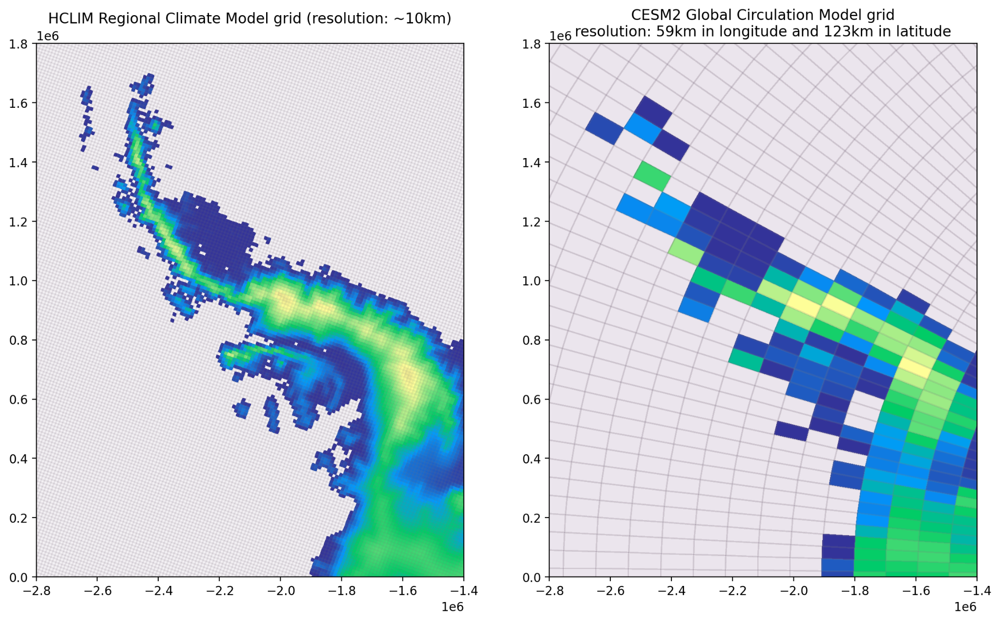 HCLIM Regional Climate Model grid (resolution: ~10km)
1e6
1.8
1.6
1.4
1.2
1.0
0.8
0.6
0.4
0.2
0.0
−2.8 −2.6 −2.4 −2.2 −2.0 −1.8 −1.6 −1.4
1e6
CESM2 Global Circulation Model grid
resolution: 59km in longitude and 123km in latitude
1e6
1.8
1.6
1.4
1.2
1.0
0.8
0.6
0.4
0.2
0.0
−2.8 −2.6 −2.4 −2.2 −2.0 −1.8 −1.6 −1.4
1e6